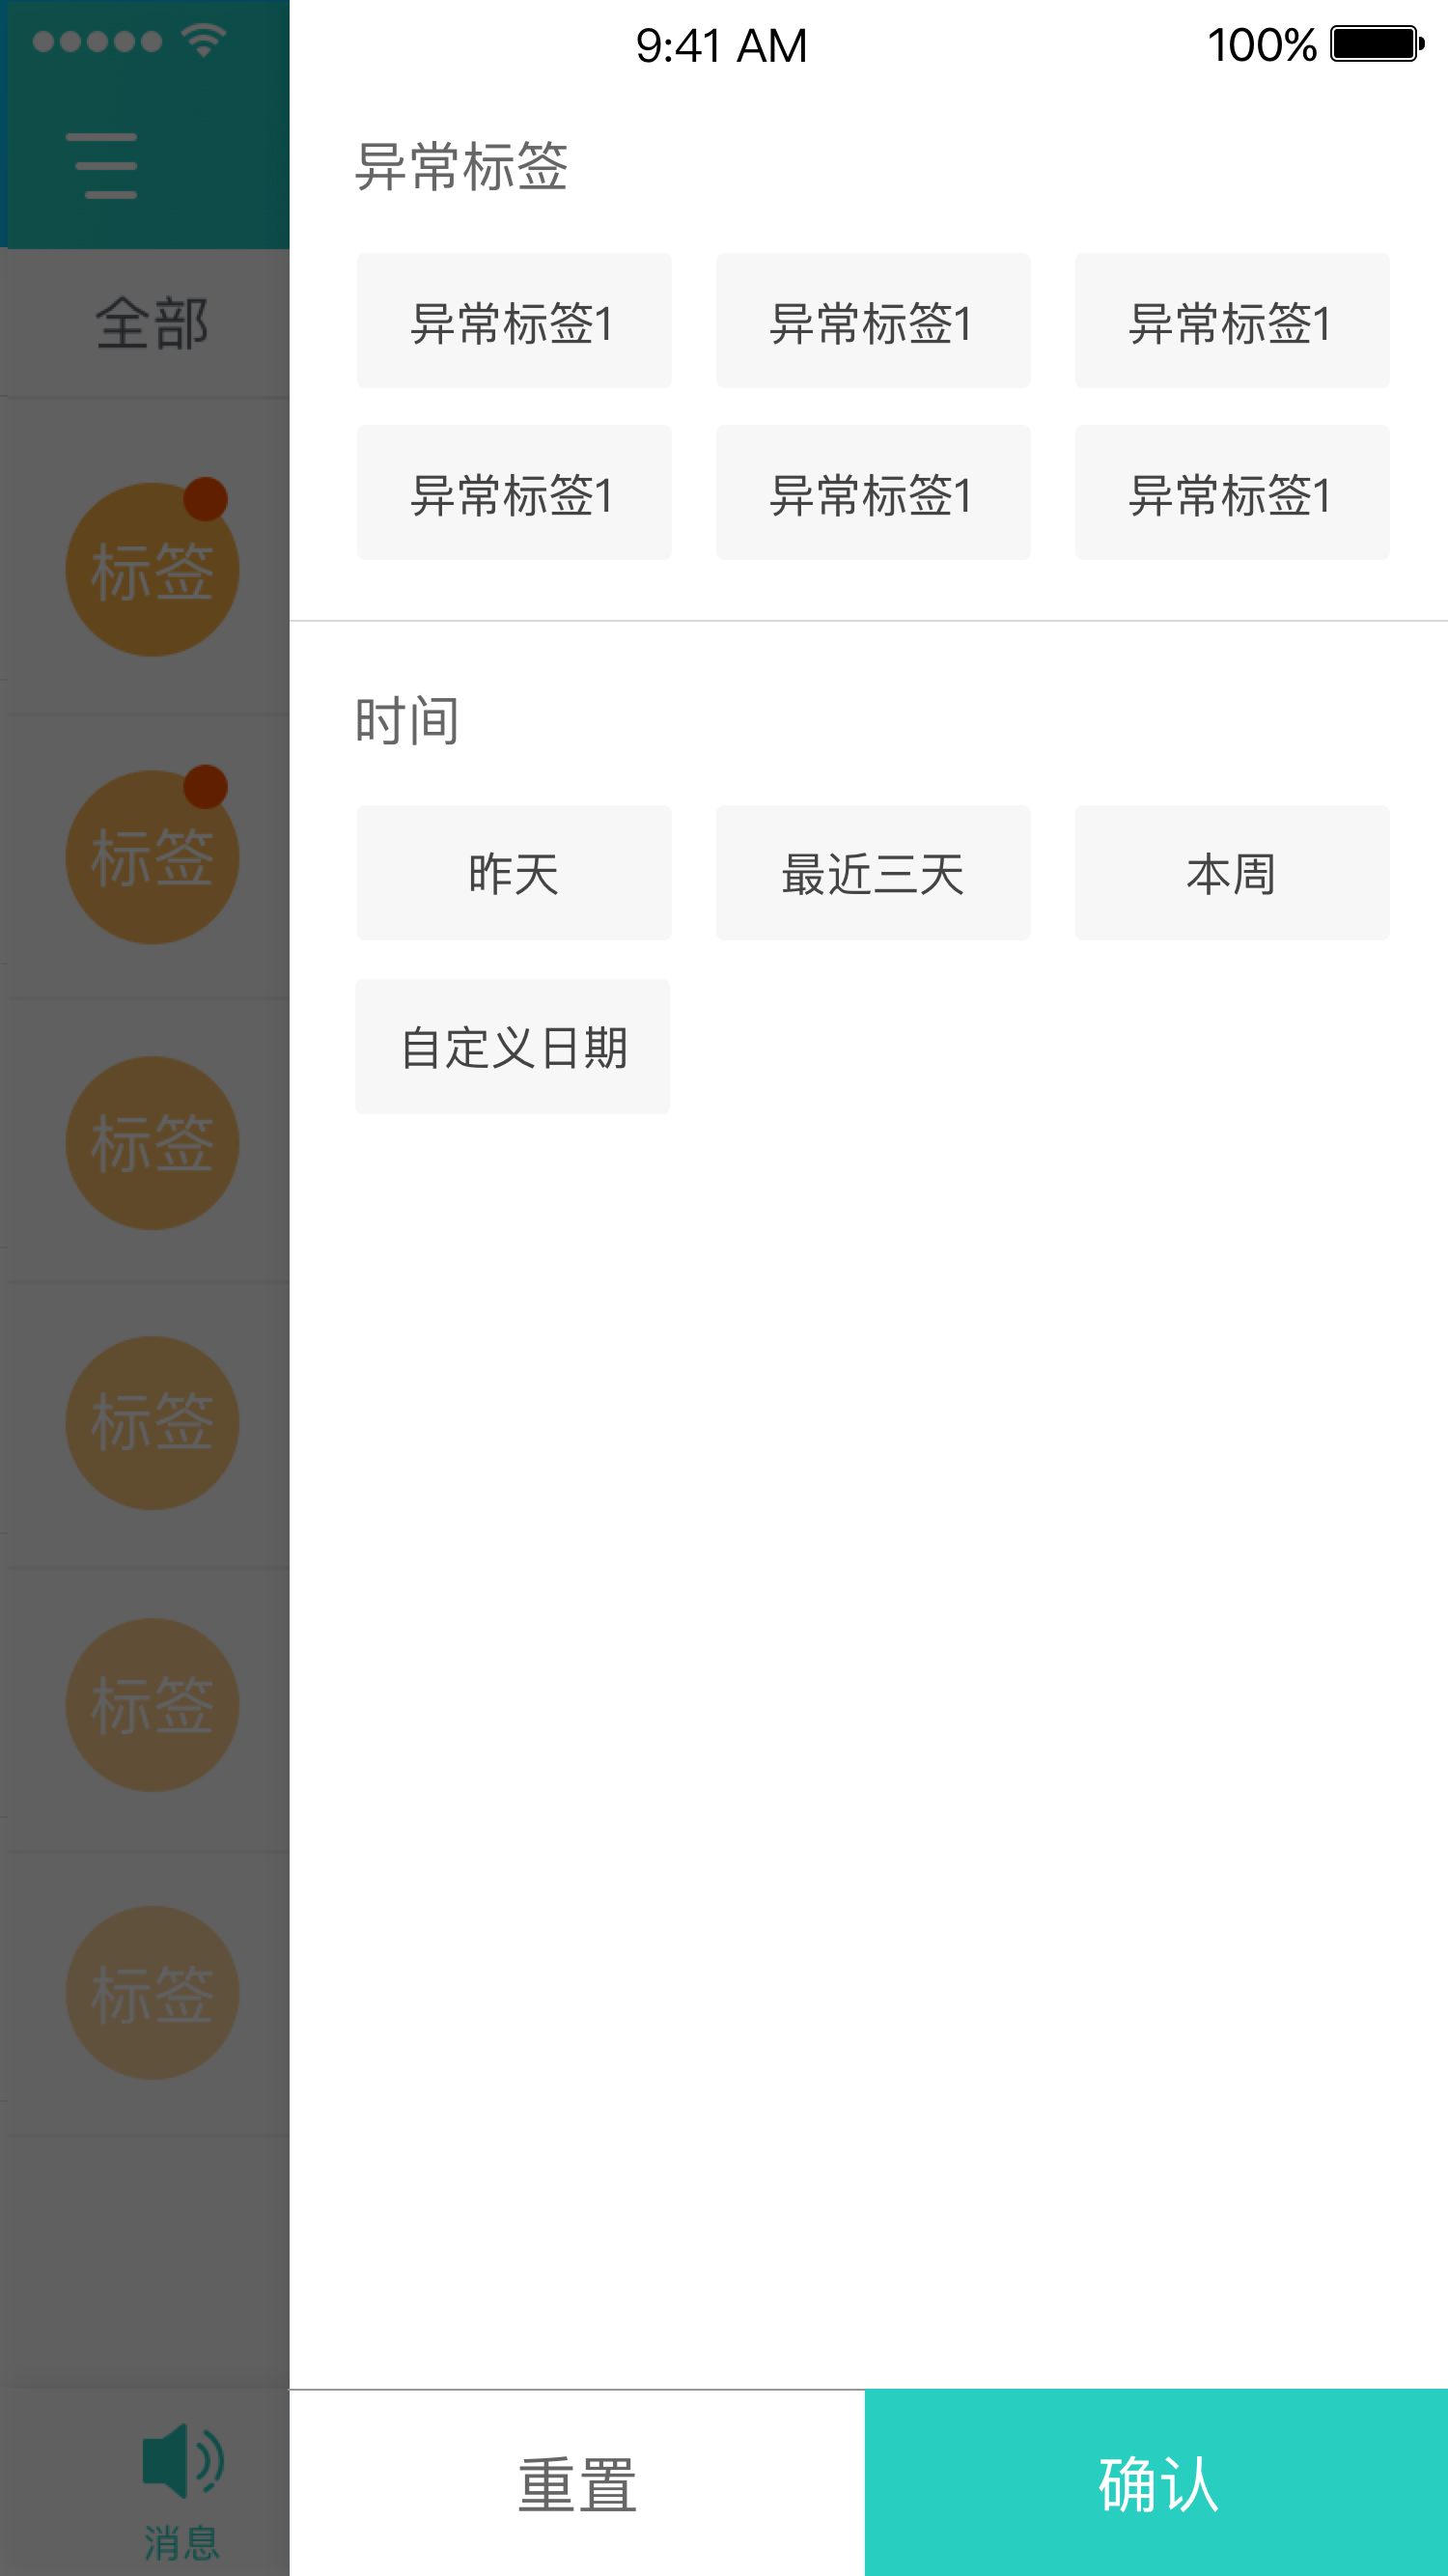 9:41 AM 100%
异常标签
全部
异常标签1 异常标签1 异常标签1
异常标签1 异常标签1 异常标签1
标签
时间
标签
昨天 最近三天 本周
自定义日期
标签
标签
标签
标签
重置 确认
消息